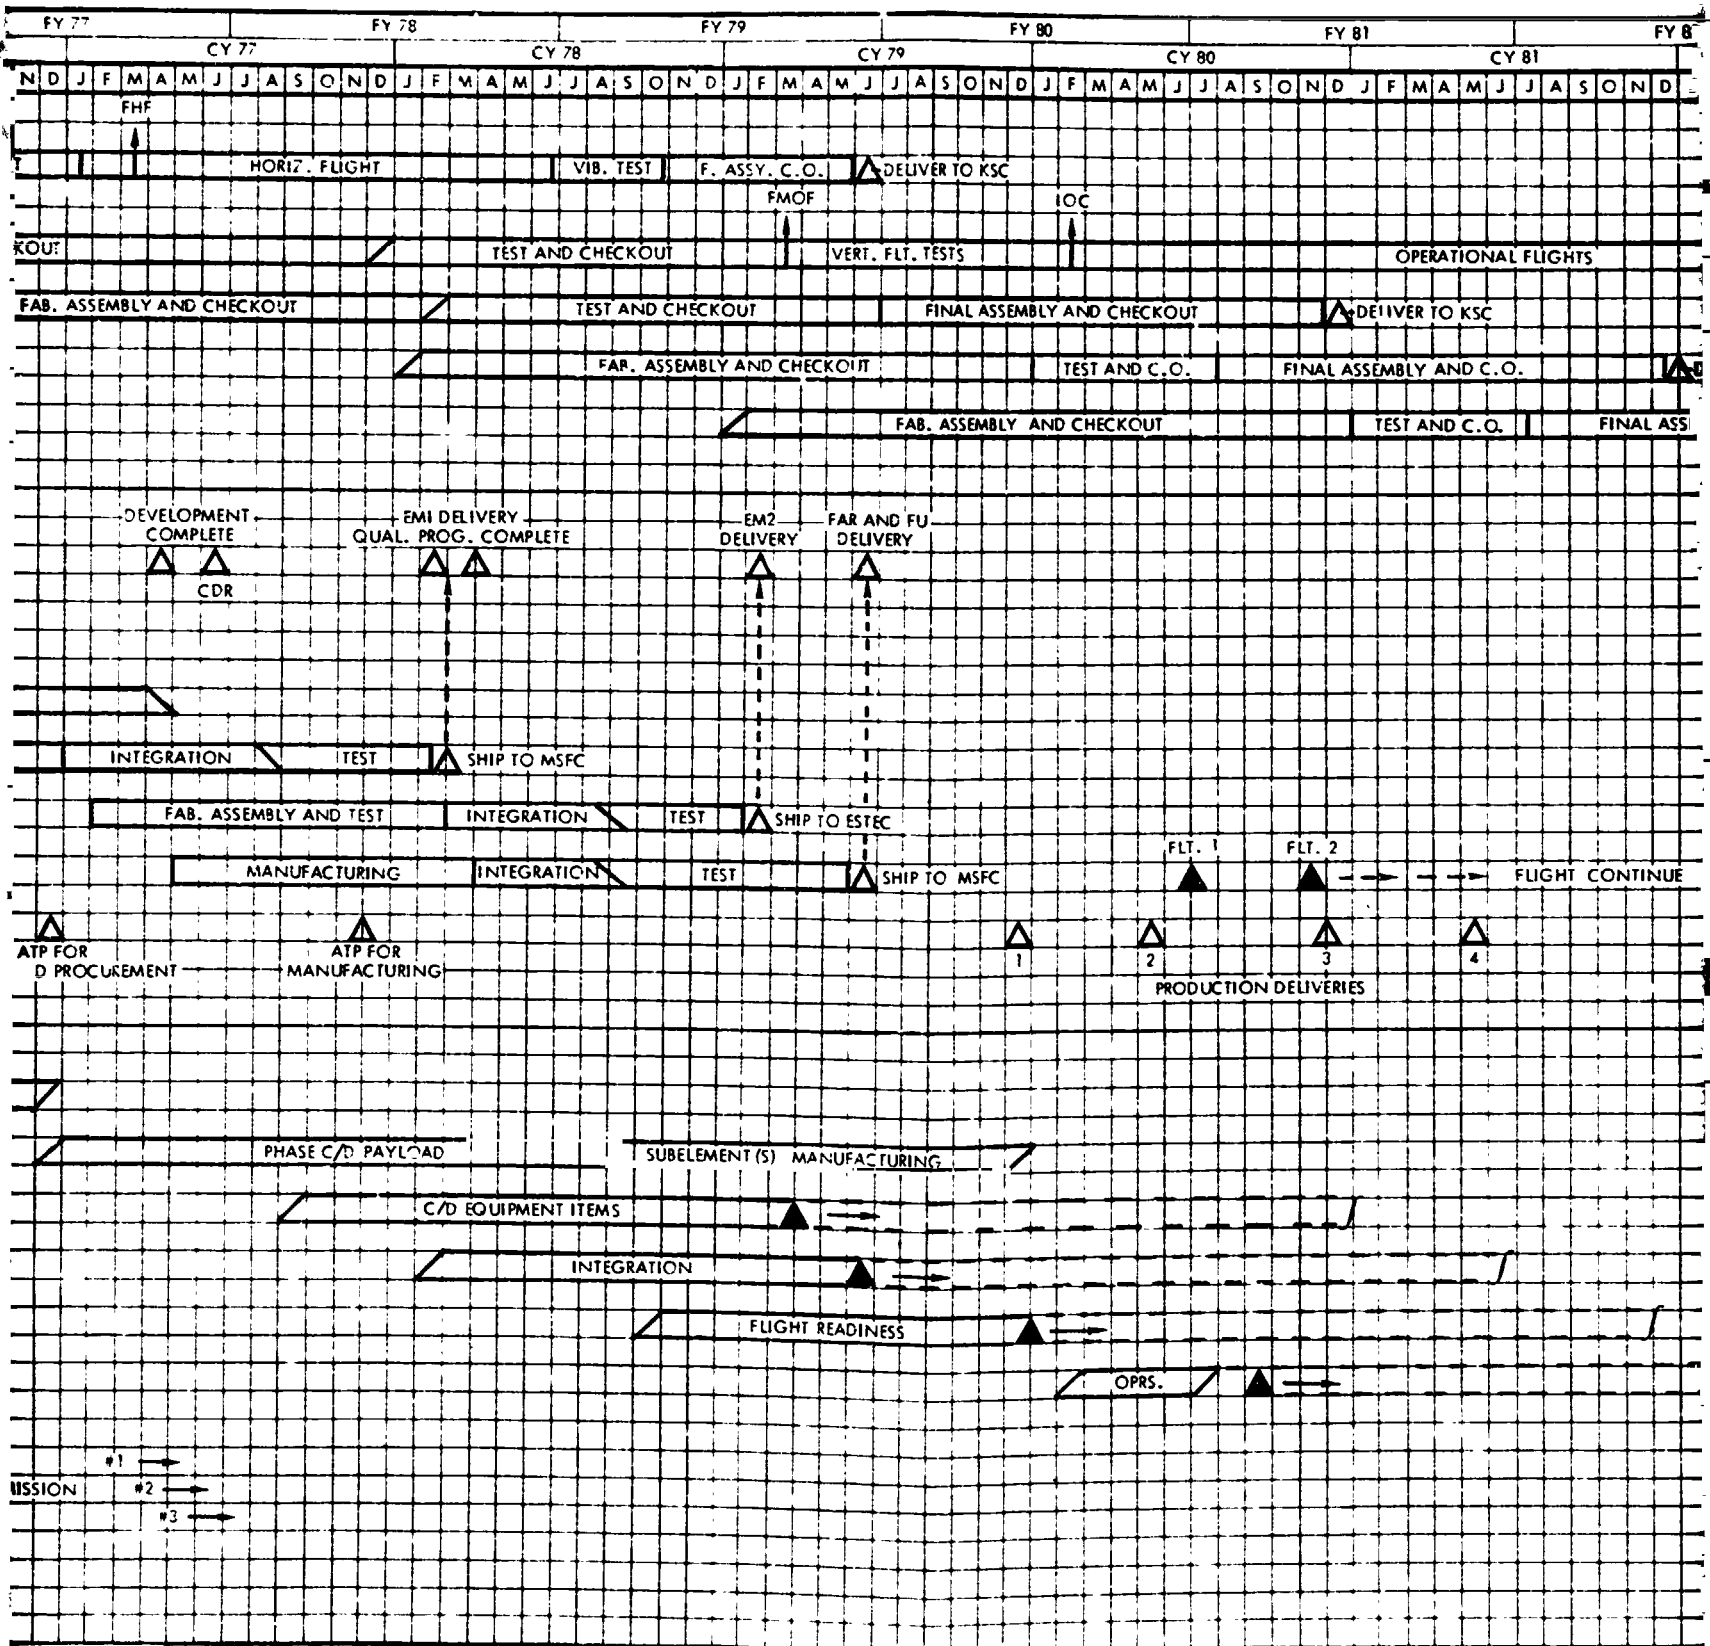 FY 77 FY 78 FY 79 FY 80 FY 81 FY 8
CY 77 CY 78 CY 79 CY 80 CY 81
N D J F M A M J J A S O N D J F M A M J J A S O N D J F M A M J J A S O N D J F M A M J J A S O N D J F M A M J J A S O N D
FHF
HORIZ. FLIGHT VIB. TEST F. ASSY. C.O. DELIVER TO KSC
FMOF IOC
KOUT TEST AND CHECKOUT VERT. FLT. TESTS OPERATIONAL FLIGHTS
FAB. ASSEMBLY AND CHECKOUT TEST AND CHECKOUT FINAL ASSEMBLY AND CHECKOUT DELIVER TO KSC
FAB. ASSEMBLY AND CHECKOUT TEST AND C.O. FINAL ASSEMBLY AND C.O. D
FAB. ASSEMBLY AND CHECKOUT TEST AND C.O. FINAL ASS
DEVELOPMENT EMI DELIVERY EM2 FAR AND FU
COMPLETE QUAL. PROG. COMPLETE DELIVERY DELIVERY
CDR
INTEGRATION TEST SHIP TO MSFC
FAB. ASSEMBLY AND TEST INTEGRATION TEST SHIP TO ESTEC
FLT. 1 FLT. 2
MANUFACTURING INTEGRATION TEST SHIP TO MSFC FLIGHT CONTINUE
ATP FOR ATP FOR 1 2 3 4
D PROCUREMENT MANUFACTURING
PRODUCTION DELIVERIES
PHASE C/D PAYLOAD SUBELEMENT(S) MANUFACTURING
C/D EQUIPMENT ITEMS
INTEGRATION
FLIGHT READINESS
OPRS.
#1
ISSION #2
#3